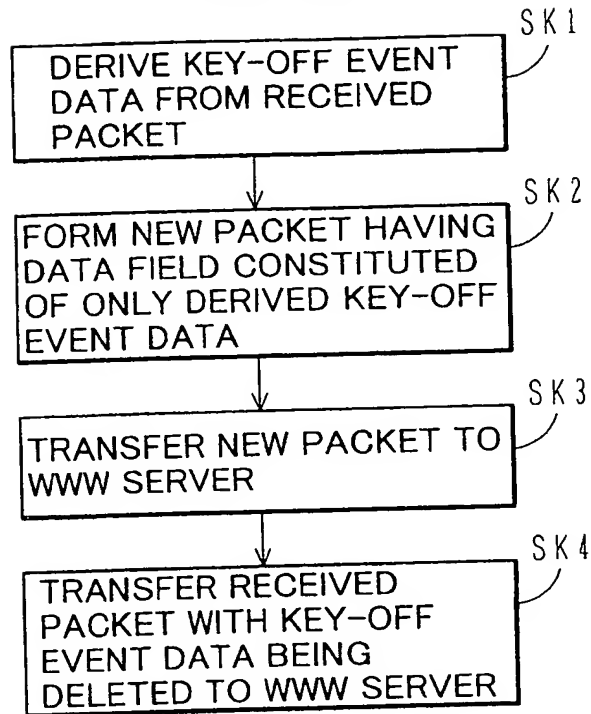 SK1
DERIVE KEY-OFF EVENT
DATA FROM RECEIVED
PACKET
SK2
FORM NEW PACKET HAVING
DATA FIELD CONSTITUTED
OF ONLY DERIVED KEY-OFF
EVENT DATA
SK3
TRANSFER NEW PACKET TO
WWW SERVER
SK4
TRANSFER RECEIVED
PACKET WITH KEY-OFF
EVENT DATA BEING
DELETED TO WWW SERVER